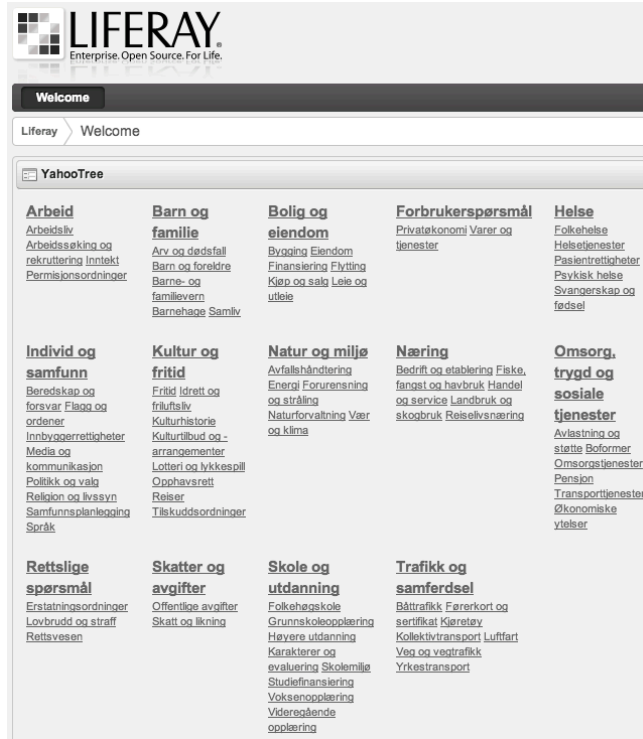 LIFERAY.
Enterprise. Open Source. For Life.
Welcome
Liferay
Welcome
YahooTree
Arbeid
Arbeidsliv
Arbeidssøking og
rekruttering Inntekt
Permisjonsordninger
Barn og
familie
Arv og dødsfall
Barn og foreldre
Barne- og
familievern
Barnehage Samliv
Bolig og
eiendom
Bygging Eiendom
Finansiering Flytting
Kjøp og salg Leie og
utleie
Forbrukerspørsmål
Privatøkonomi Varer og
tjenester
Helse
Folkehelse
Helsetjenester
Pasientrettigheter
Psykisk helse
Svangerskap og
fødsel
Individ og
samfunn
Beredskap og
forsvar Flagg og
ordener
Innbyggerrettigheter
Media og
kommunikasjon
Politikk og valg
Religion og livssyn
Samfunnsplanlegging
Språk
Kultur og
fritid
Fritid Idrett og
friluftsliv
Kulturhistorie
Kulturtilbud og -
arrangementer
Lotteri og lykkespill
Opphavsrett
Reiser
Tilskuddsordninger
Natur og miljø
Avfallshåndtering
Energi Forurensning
og stråling
Naturforvaltning Vær
og klima
Næring
Bedrift og etablering Fiske,
fangst og havbruk Handel
og service Landbruk og
skogbruk Reiselivsnæring
Omsorg,
trygd og
sosiale
tjenester
Avlastning og
støtte Boformer
Omsorgstjenester
Pensjon
Transporttjenester
Økonomiske
ytelser
Rettslige
spørsmål
Erstatningsordninger
Lovbrudd og straff
Rettsvesen
Skatter og
avgifter
Offentlige avgifter
Skatt og likning
Skole og
utdanning
Folkehøgskole
Grunnskoleopplæring
Høyere utdanning
Karakterer og
evaluering Skolemiljø
Studiefinansiering
Voksenopplæring
Videregående
opplæring
Trafikk og
samferdsel
Båttrafikk Førerkort og
sertifikat Kjøretøy
Kollektivtransport Luftfart
Veg og vegtrafikk
Yrkestransport